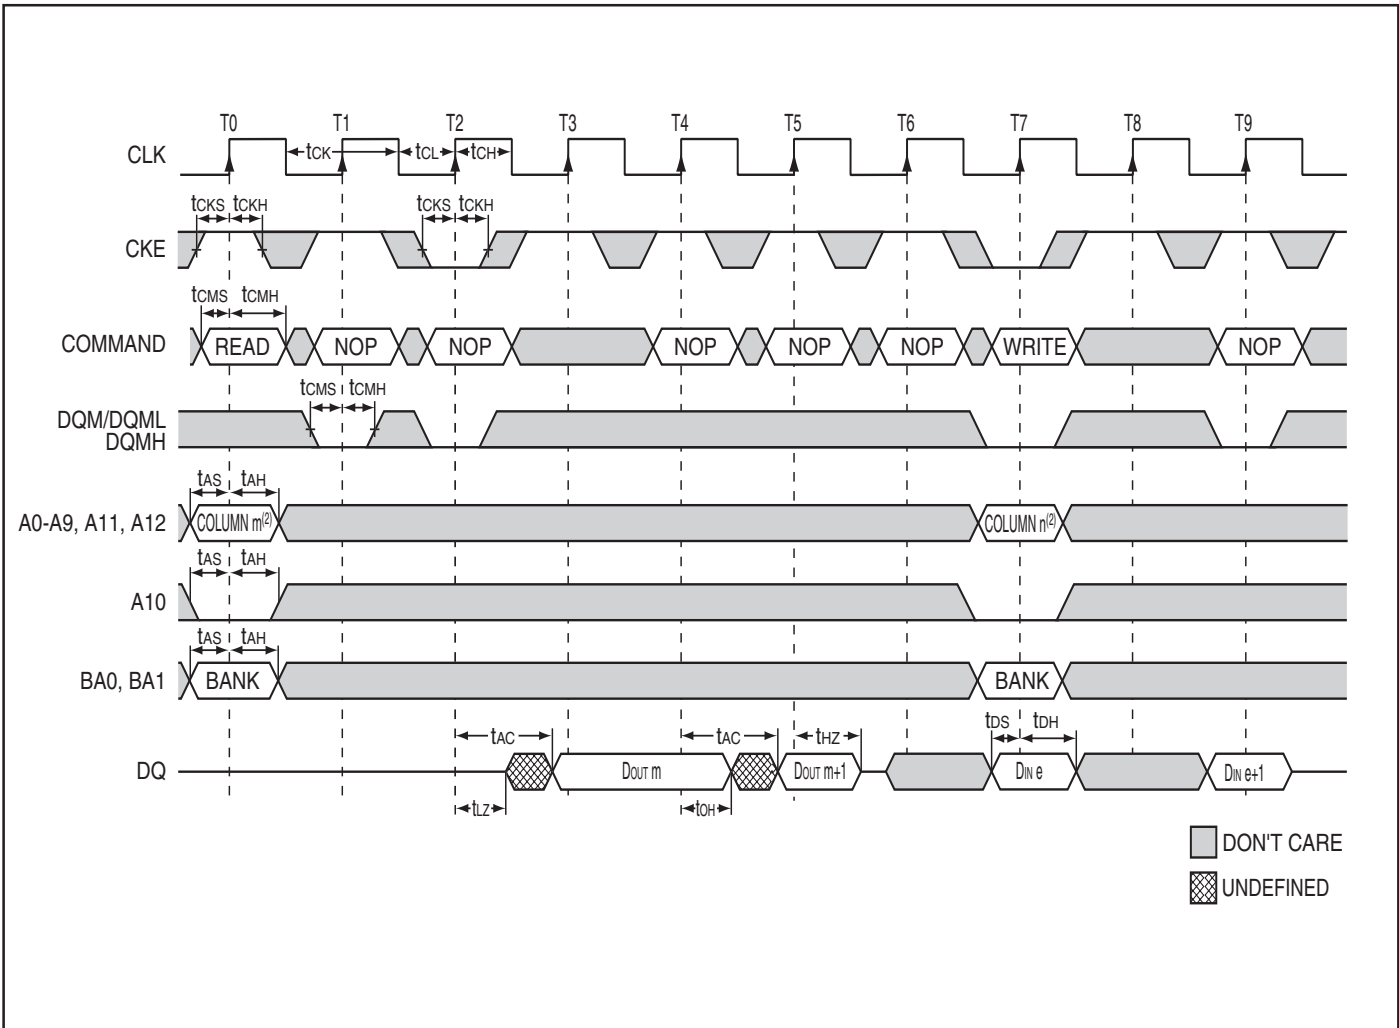 T0 T1 T2 T3 T4 T5 T6 T7 T8 T9
CLK tCK tCL tCH
tCKS tCKH tCKS tCKH
CKE
tCMS tCMH
COMMAND READ NOP NOP NOP NOP NOP WRITE NOP
tCMS tCMH
DQM/DQML
DQMH
tAS tAH
A0-A9, A11, A12 COLUMN m(2) COLUMN n(2)
tAS tAH
A10
tAS tAH
BA0, BA1 BANK BANK
tAC tAC tHZ tDS tDH
DQ DOUT m DOUT m+1 DIN e DIN e+1
tLZ tOH
DON'T CARE
UNDEFINED